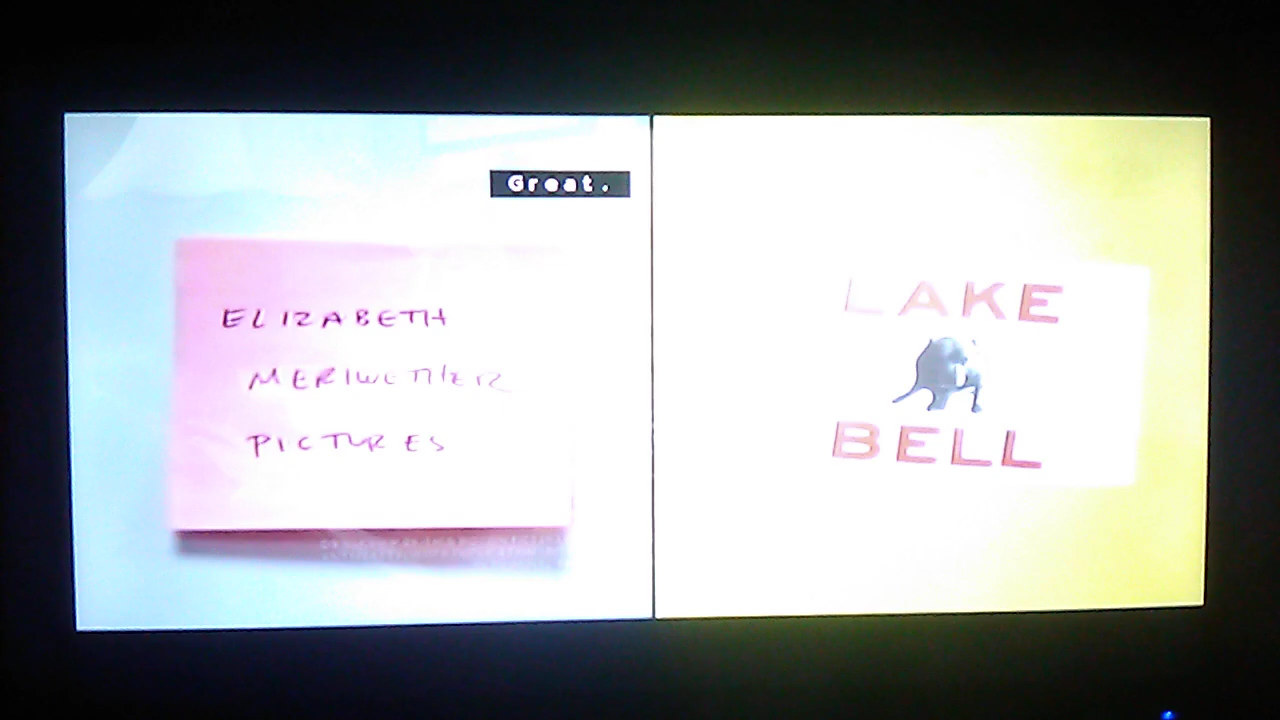 Great.
ELIZABETH
MERIWETHER
PICTURES
LAKE
BELL